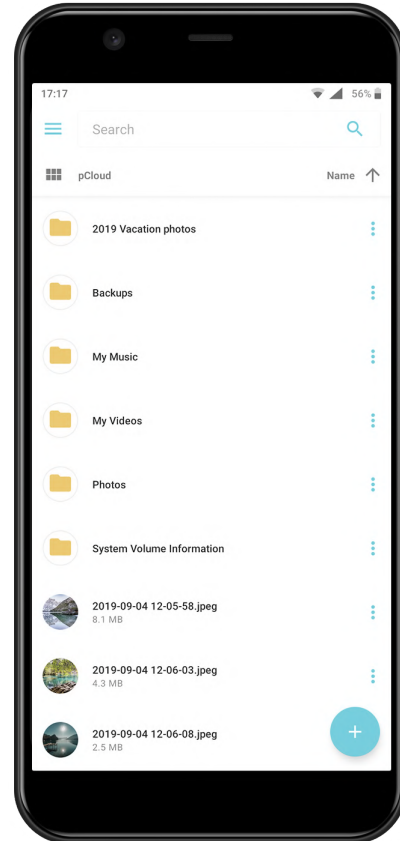 17:17 56%
Search
pCloud Name
2019 Vacation photos
Backups
My Music
My Videos
Photos
System Volume Information
2019-09-04 12-05-58.jpeg
8.1 MB
2019-09-04 12-06-03.jpeg
4.3 MB
2019-09-04 12-06-08.jpeg
2.5 MB